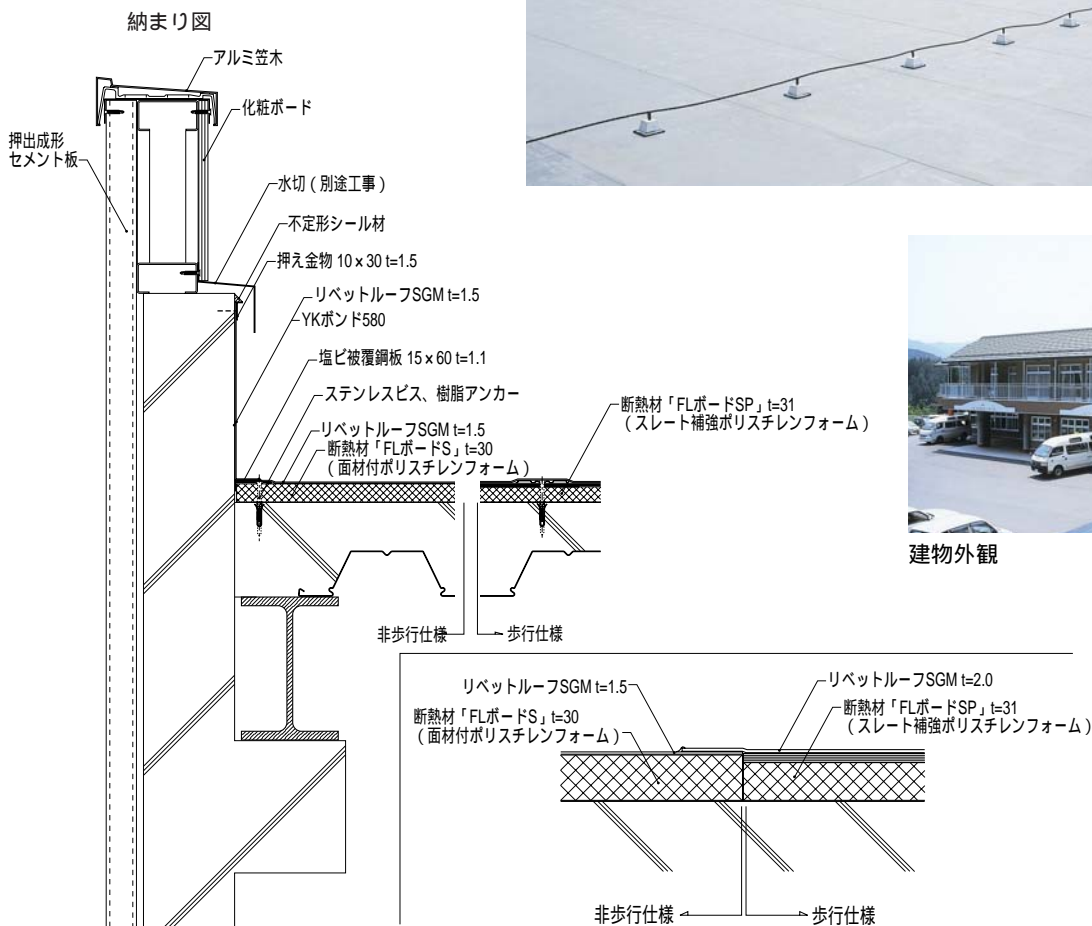 納まり図
アルミ笠木
化粧ボード
押出成形
セメント板
水切（別途工事）
不定形シール材
押え金物 10×30 t=1.5
リベットルーフSGM t=1.5
YKボンド580
塩ビ被覆鋼板 15×60 t=1.1
ステンレスビス、樹脂アンカー
リベットルーフSGM t=1.5
断熱材「FLボードS」t=30
（面材付ポリスチレンフォーム）
断熱材「FLボードSP」t=31
（スレート補強ポリスチレンフォーム）
建物外観
非歩行仕様
歩行仕様
リベットルーフSGM t=1.5
断熱材「FLボードS」t=30
（面材付ポリスチレンフォーム）
リベットルーフSGM t=2.0
断熱材「FLボードSP」t=31
（スレート補強ポリスチレンフォーム）
非歩行仕様
歩行仕様